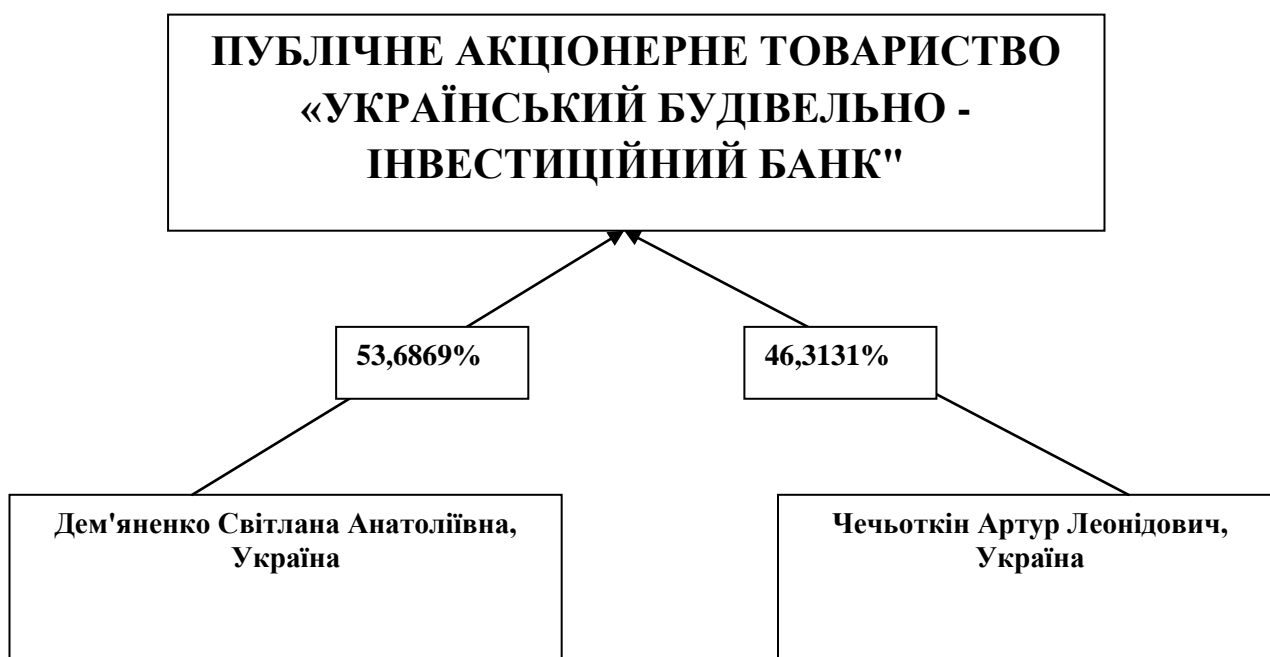 ПУБЛІЧНЕ АКЦІОНЕРНЕ ТОВАРИСТВО
«УКРАЇНСЬКИЙ БУДІВЕЛЬНО -
ІНВЕСТИЦІЙНИЙ БАНК"
53,6869%
46,3131%
Дем'яненко Світлана Анатоліївна,
Україна
Чечьоткін Артур Леонідович,
Україна